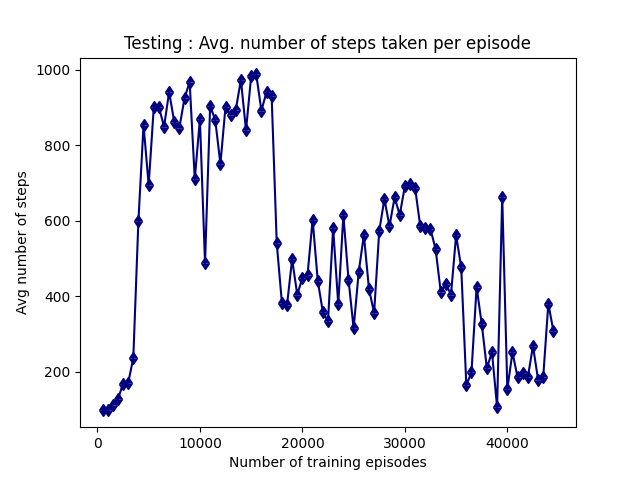 Testing : Avg. number of steps taken per episode
1000
800
600
400
200
Avg number of steps
0 10000 20000 30000 40000
Number of training episodes